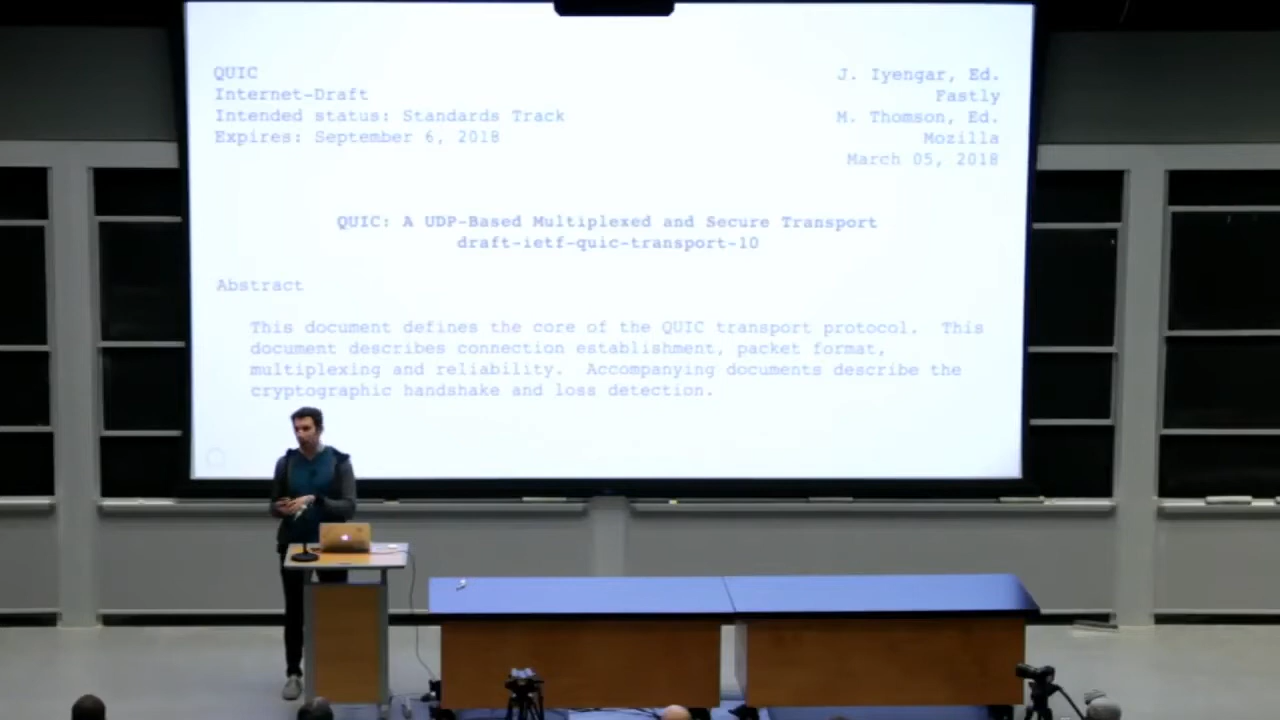 QUIC
Internet-Draft
Intended status: Standards Track
Expires: September 6, 2018
J. Iyengar, Ed.
Fastly
M. Thomson, Ed.
Mozilla
March 05, 2018
QUIC: A UDP-Based Multiplexed and Secure Transport
draft-ietf-quic-transport-10
Abstract
This document defines the core of the QUIC transport protocol. This
document describes connection establishment, packet format,
multiplexing and reliability. Accompanying documents describe the
cryptographic handshake and loss detection.